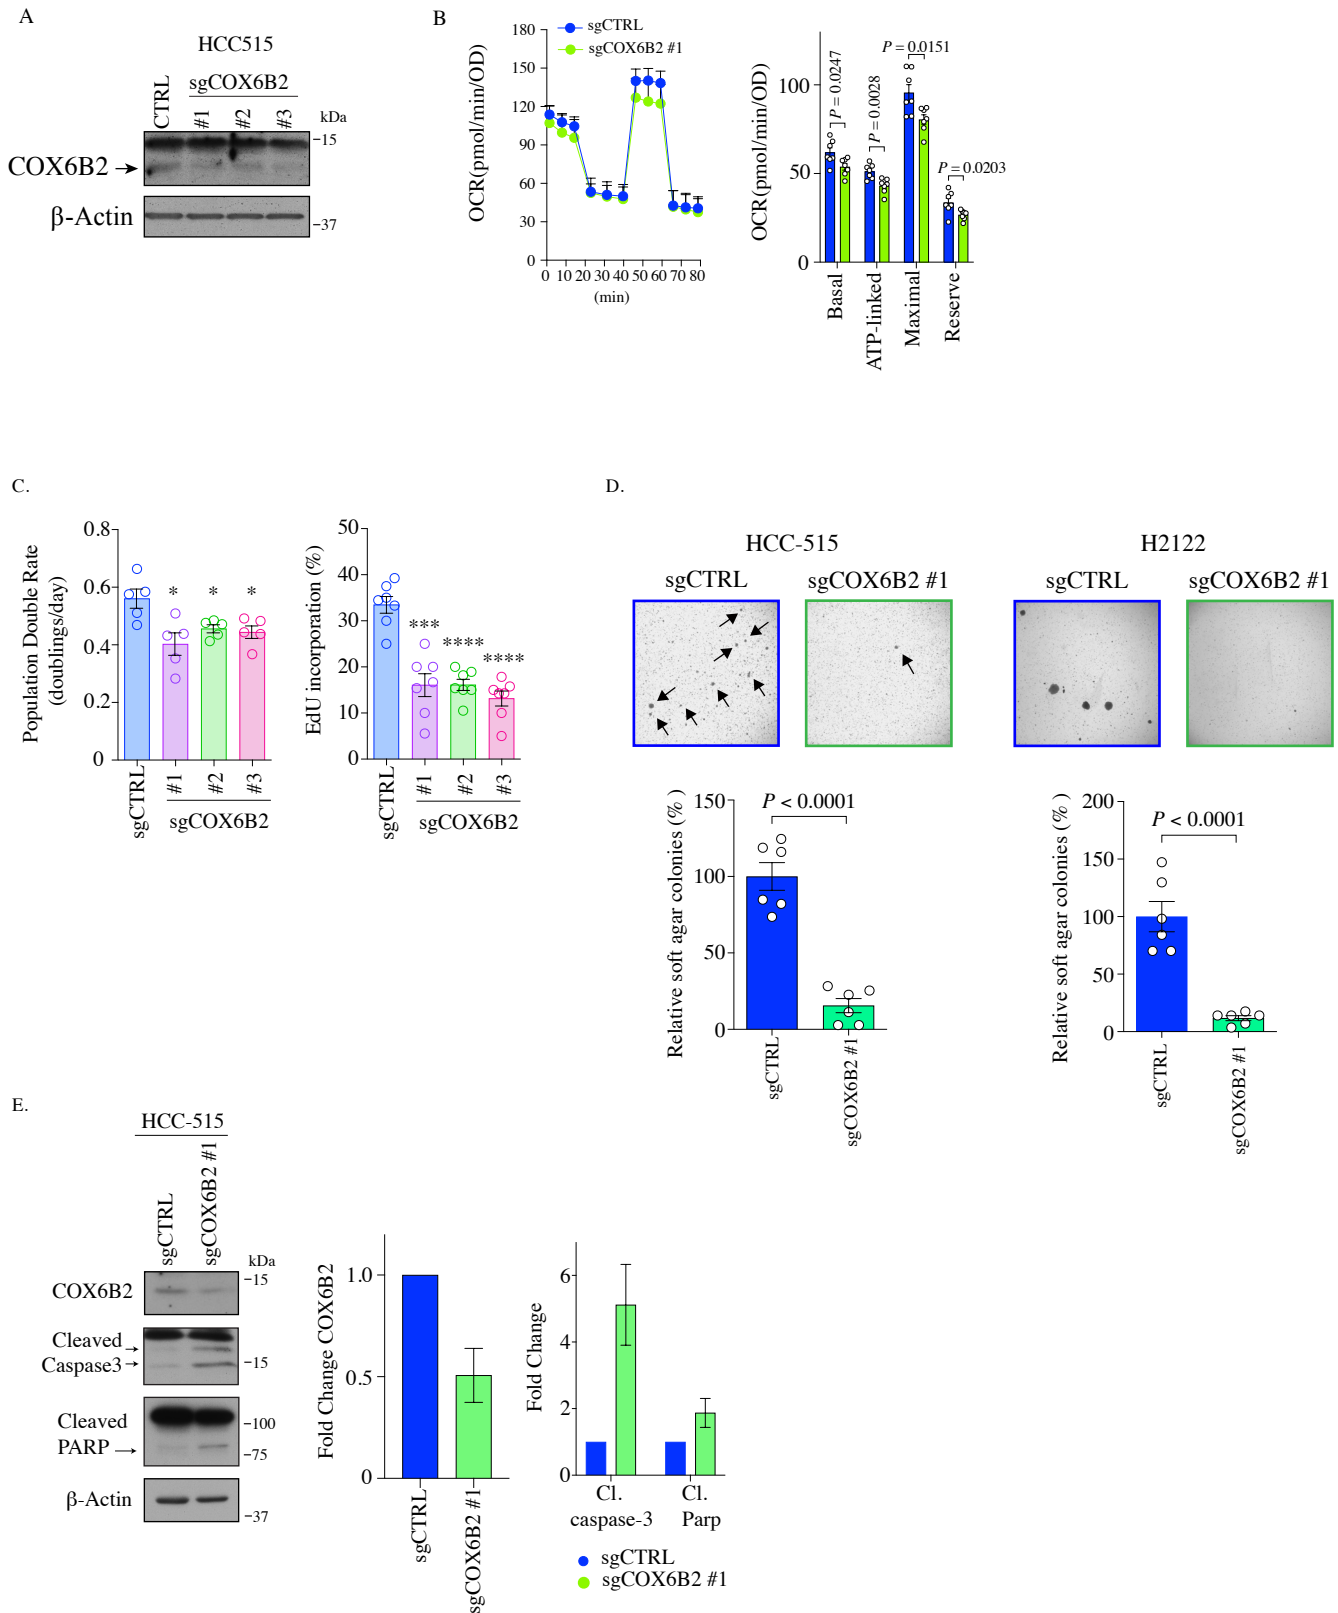 A
HCC515
CTRL
sgCOX6B2
#1
#2
#3
kDa
-15
COX6B2
β-Actin
-37
B
sgCTRL
sgCOX6B2 #1
OCR(pmol/min/OD)
180
150
120
90
60
30
0
0 10 20 30 40 50 60 70 80
(min)
OCR(pmol/min/OD)
100
50
0
P = 0.0247
P = 0.0028
P = 0.0151
P = 0.0203
Basal
ATP-linked
Maximal
Reserve
C.
Population Double Rate
(doublings/day)
0.8
0.6
0.4
0.2
0
* * *
sgCTRL
#1
#2
#3
sgCOX6B2
EdU incorporation (%)
50
40
30
20
10
0
***
****
****
sgCTRL
#1
#2
#3
sgCOX6B2
D.
HCC-515
sgCTRL
sgCOX6B2 #1
H2122
sgCTRL
sgCOX6B2 #1
Relative soft agar colonies (% )
150
100
50
0
P < 0.0001
sgCTRL
sgCOX6B2 #1
Relative soft agar colonies (% )
200
150
100
50
0
P < 0.0001
sgCTRL
sgCOX6B2 #1
E.
HCC-515
sgCTRL
sgCOX6B2 #1
kDa
COX6B2
-15
Cleaved
Caspase3
-15
Cleaved
PARP
-100
-75
β-Actin
-37
Fold Change COX6B2
1.0
0.5
0
sgCTRL
sgCOX6B2 #1
Fold Change
6
4
2
0
Cl.
caspase-3
Cl.
Parp
sgCTRL
sgCOX6B2 #1